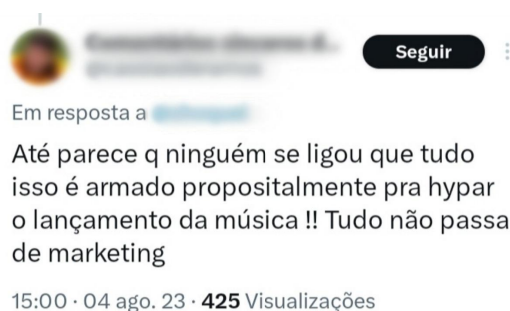 Seguir
Em resposta a
Até parece q ninguém se ligou que tudo
isso é armado propositalmente pra hypar
o lançamento da música !! Tudo não passa
de marketing
15:00 · 04 ago. 23 · 425 Visualizações